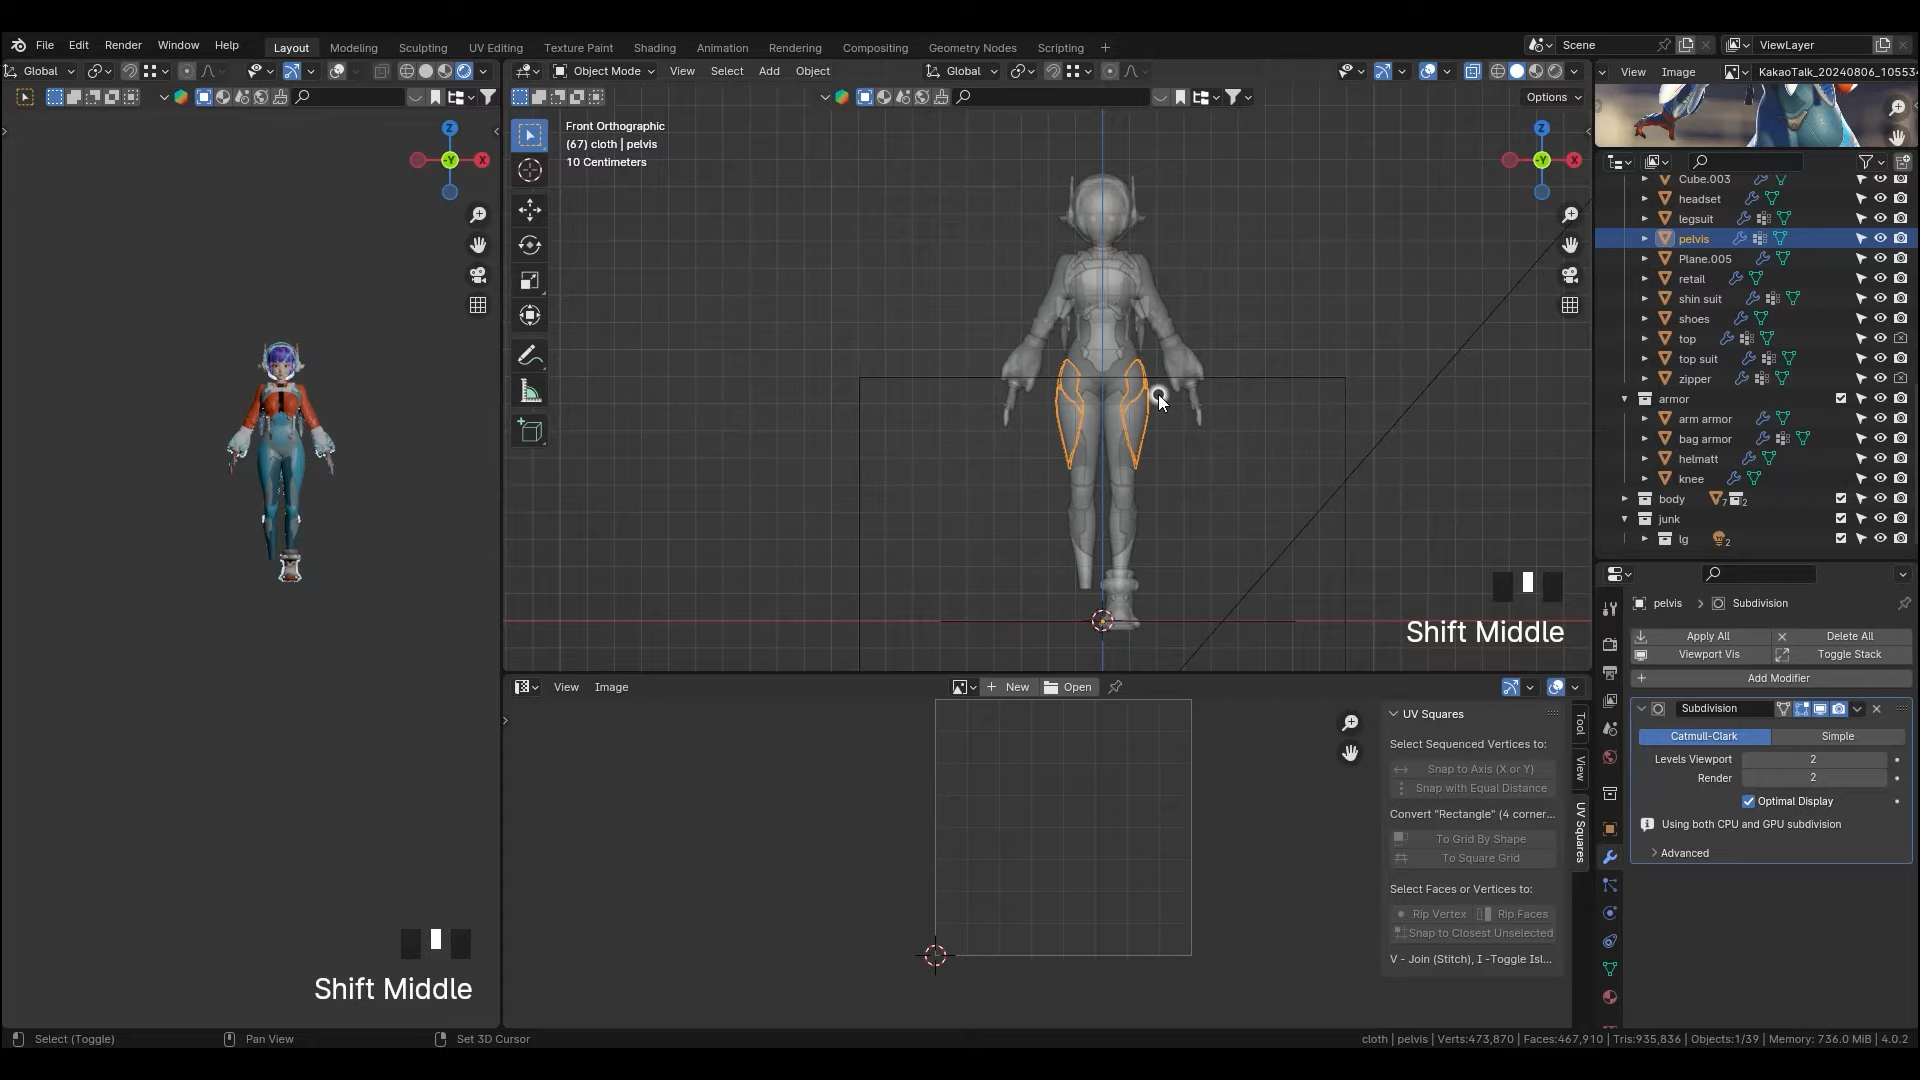 File Edit Render Window Help Layout Modeling Sculpting UV Editing Texture Paint Shading Animation Rendering Compositing Geometry Nodes Scripting + Scene ViewLayer
Global
Object Mode View Select Add Object Global
View Image KakaoTalk_20240806_10553
Options
Front Orthographic
(67) cloth | pelvis
10 Centimeters
Z
X
-Y
Z
X
-Y
Cube.003
headset
legsuit
pelvis
Plane.005
retail
shin suit
shoes
top
top suit
zipper
armor
arm armor
bag armor
helmatt
knee
body 7 2
junk
lg 2
Shift Middle
pelvis > Subdivision
Apply All Delete All
Viewport Vis Toggle Stack
Add Modifier
Subdivision
Catmull-Clark Simple
Levels Viewport 2
Render 2
Optimal Display
Using both CPU and GPU subdivision
Advanced
View Image + New Open
UV Squares
Select Sequenced Vertices to:
Snap to Axis (X or Y)
Snap with Equal Distance
Convert "Rectangle" (4 corner...
To Grid By Shape
To Square Grid
Select Faces or Vertices to:
Rip Vertex Rip Faces
Snap to Closest Unselected
V - Join (Stitch), I -Toggle Isl...
Tool
View
UV Squares
Shift Middle
Select (Toggle) Pan View Set 3D Cursor cloth | pelvis | Verts:473,870 | Faces:467,910 | Tris:935,836 | Objects:1/39 | Memory: 736.0 MiB | 4.0.2